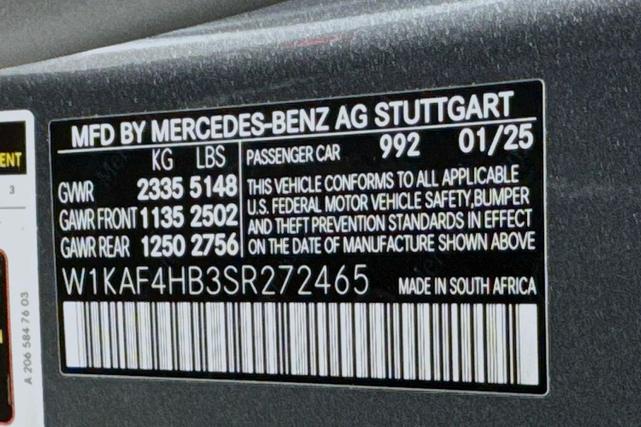 MFD BY MERCEDES-BENZ AG STUTTGART
KG LBS
GVWR 2335 5148
GAWR FRONT 1135 2502
GAWR REAR 1250 2756
PASSENGER CAR 992 01/25
THIS VEHICLE CONFORMS TO ALL APPLICABLE
U.S. FEDERAL MOTOR VEHICLE SAFETY,BUMPER
AND THEFT PREVENTION STANDARDS IN EFFECT
ON THE DATE OF MANUFACTURE SHOWN ABOVE
W1KAF4HB3SR272465 MADE IN SOUTH AFRICA
ENT
3
A 206 584 76 03